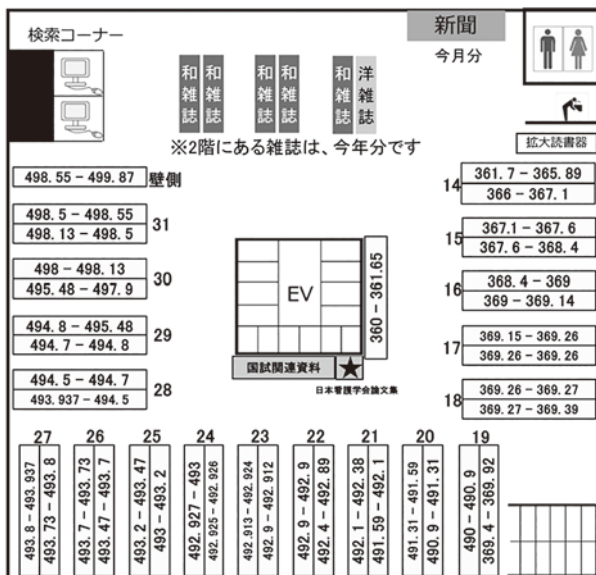 検索コーナー
新聞
今月分
和雑誌
和雑誌
和雑誌
和雑誌
和雑誌
洋雑誌
※2階にある雑誌は、今年分です
拡大読書器
498.55 − 499.87 壁側
498.5 − 498.55
498.13 − 498.5
31
498 − 498.13
495.48 − 497.9
30
494.8 − 495.48
494.7 − 494.8
29
494.5 − 494.7
493.937 − 494.5
28
EV
360 − 361.65
国試関連資料
★
日本看護学会論文集
14
361.7 − 365.89
366 − 367.1
15
367.1 − 367.6
367.6 − 368.4
16
368.4 − 369
369 − 369.14
17
369.15 − 369.26
369.26 − 369.26
18
369.26 − 369.27
369.27 − 369.39
27
493.8 − 493.937
493.73 − 493.8
26
493.7 − 493.73
493.47 − 493.7
25
493.2 − 493.47
493 − 493.2
24
492.927 − 493
492.925 − 492.926
23
492.913 − 492.924
492.9 − 492.912
22
492.9 − 492.9
492.4 − 492.89
21
492.1 − 492.38
491.59 − 492.1
20
491.31 − 491.59
490.9 − 491.31
19
490 − 490.9
369.4 − 369.92